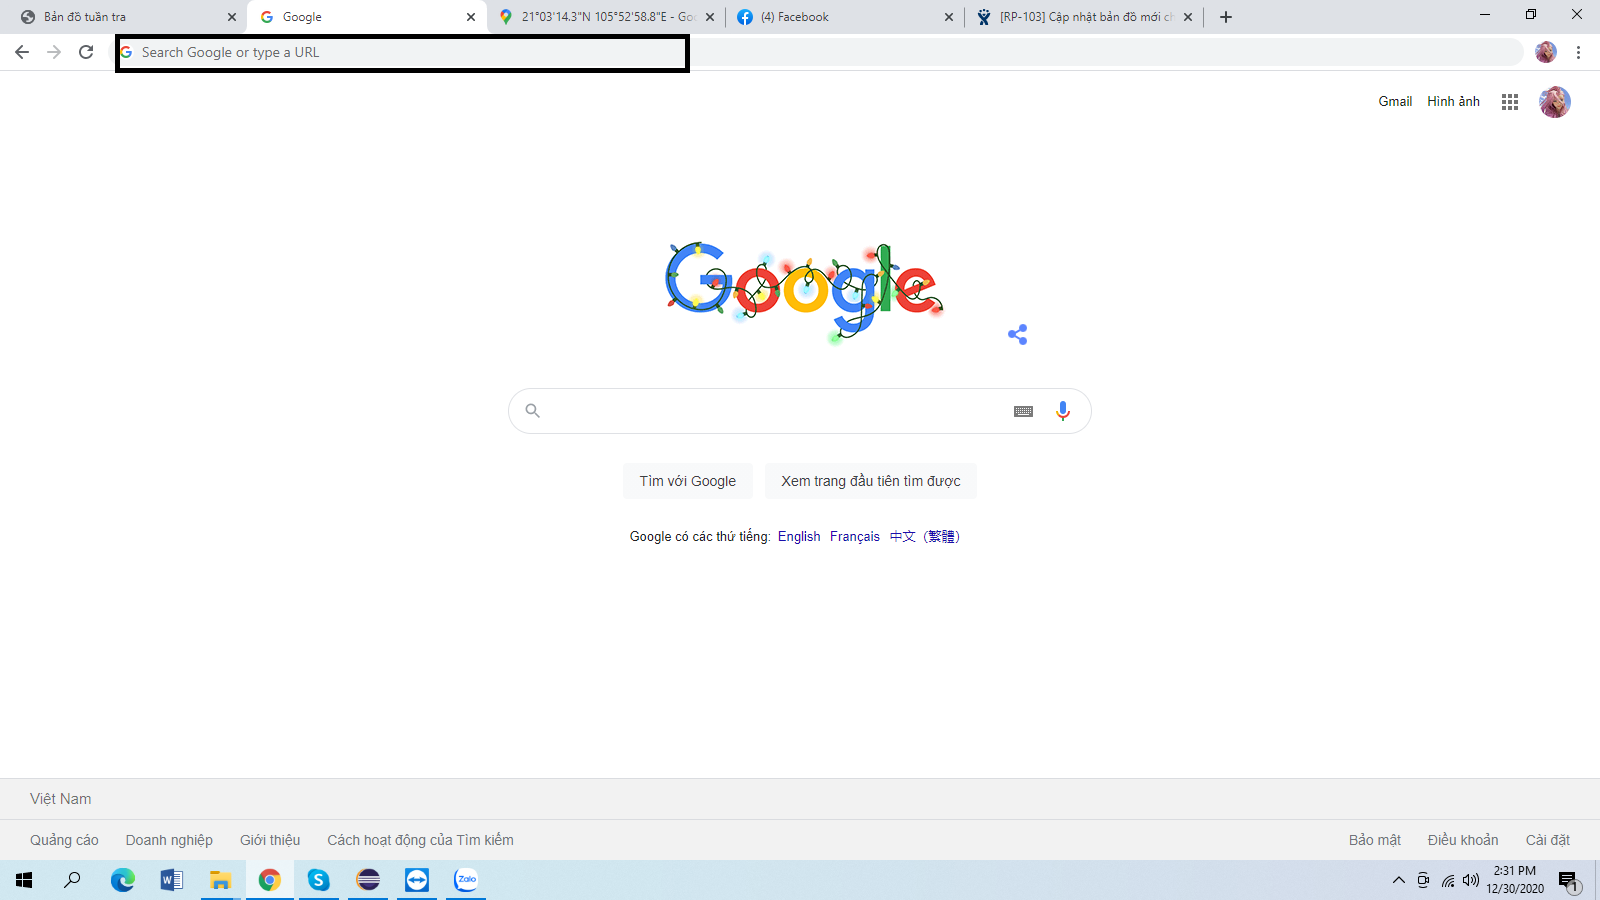 Bản đồ tuần tra
Google
21°03'14.3"N 105°52'58.8"E - Goo
(4) Facebook
[RP-103] Cập nhật bản đồ mới ch
Search Google or type a URL
Gmail Hình ảnh
Google
Tìm với Google Xem trang đầu tiên tìm được
Google có các thứ tiếng: English Français 中文 (繁體)
Việt Nam
Quảng cáo Doanh nghiệp Giới thiệu Cách hoạt động của Tìm kiếm Bảo mật Điều khoản Cài đặt
Zalo
2:31 PM
12/30/2020
1